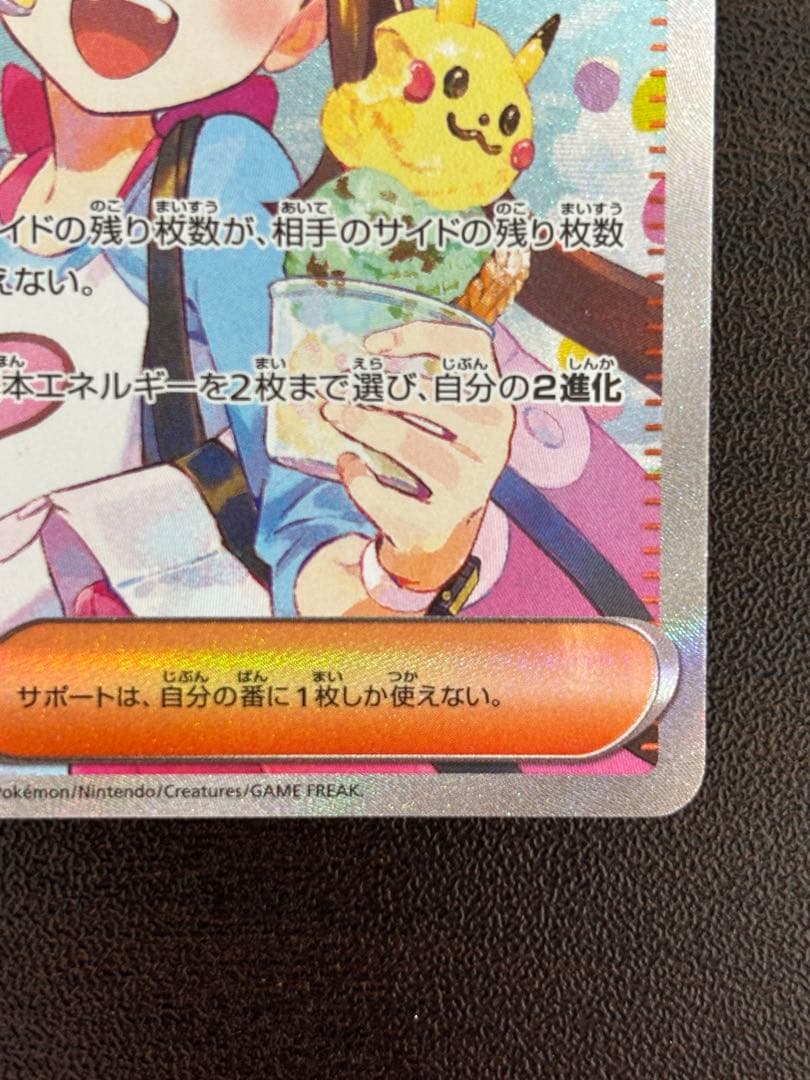 イドの残り枚数が、相手のサイドの残り枚数
えない。
本エネルギーを2枚まで選び、自分の2進化
サポートは、自分の番に1枚しか使えない。
Pokémon/Nintendo/Creatures/GAME FREAK.